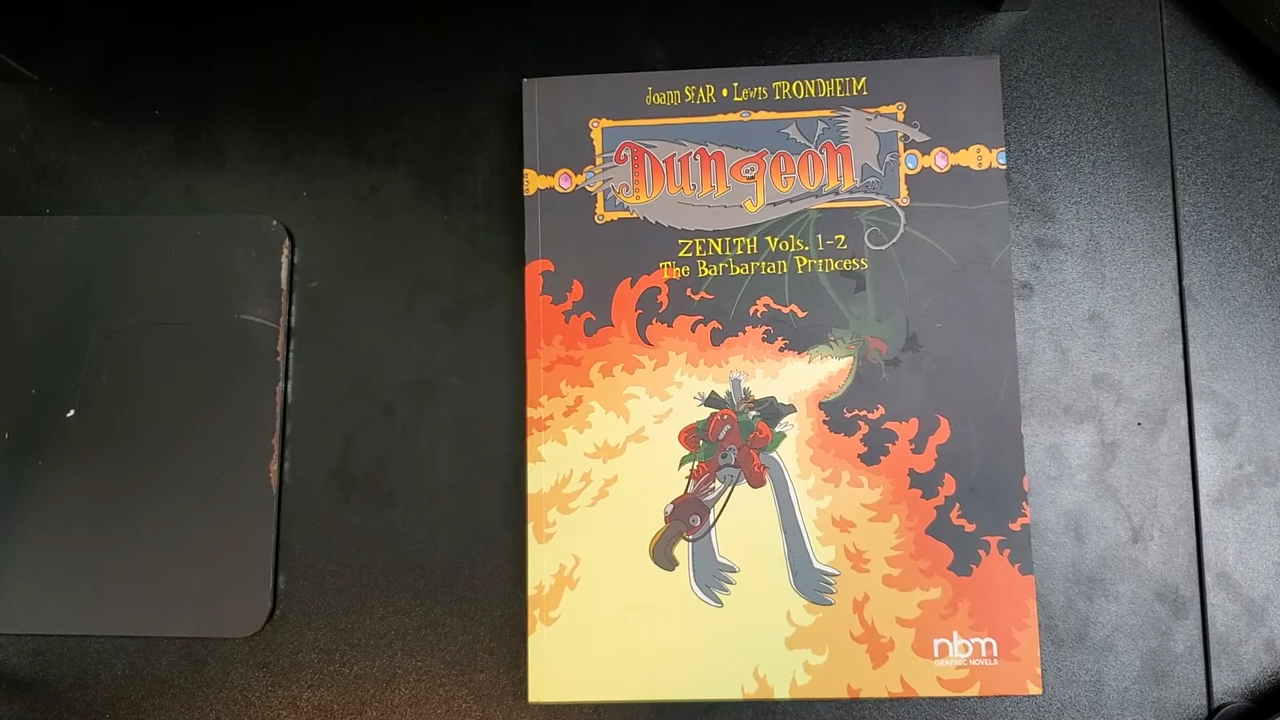 Joann SFAR • Lewis TRONDHEIM
Dungeon
ZENITH Vols. 1-2
The Barbarian Princess
nbm
GRAPHIC NOVELS